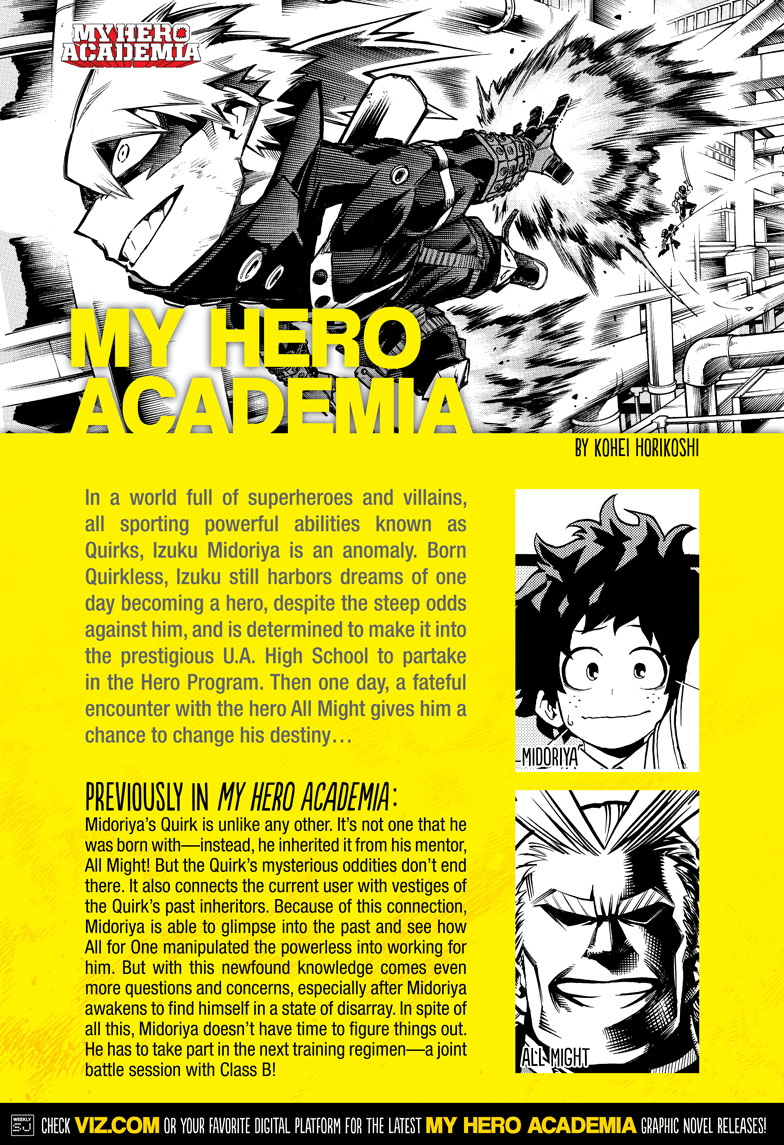 MY HERO
ACADEMIA
MY HERO
ACADEMIA
BY KOHEI HORIKOSHI
In a world full of superheroes and villains,
all sporting powerful abilities known as
Quirks, Izuku Midoriya is an anomaly. Born
Quirkless, Izuku still harbors dreams of one
day becoming a hero, despite the steep odds
against him, and is determined to make it into
the prestigious U.A. High School to partake
in the Hero Program. Then one day, a fateful
encounter with the hero All Might gives him a
chance to change his destiny…
MIDORIYA
PREVIOUSLY IN MY HERO ACADEMIA:
Midoriya's Quirk is unlike any other. It's not one that he
was born with—instead, he inherited it from his mentor,
All Might! But the Quirk's mysterious oddities don't end
there. It also connects the current user with vestiges of
the Quirk's past inheritors. Because of this connection,
Midoriya is able to glimpse into the past and see how
All for One manipulated the powerless into working for
him. But with this newfound knowledge comes even
more questions and concerns, especially after Midoriya
awakens to find himself in a state of disarray. In spite of
all this, Midoriya doesn't have time to figure things out.
He has to take part in the next training regimen—a joint
battle session with Class B!
ALL MIGHT
WEEKLY
SJ
CHECK VIZ.COM OR YOUR FAVORITE DIGITAL PLATFORM FOR THE LATEST MY HERO ACADEMIA GRAPHIC NOVEL RELEASES!